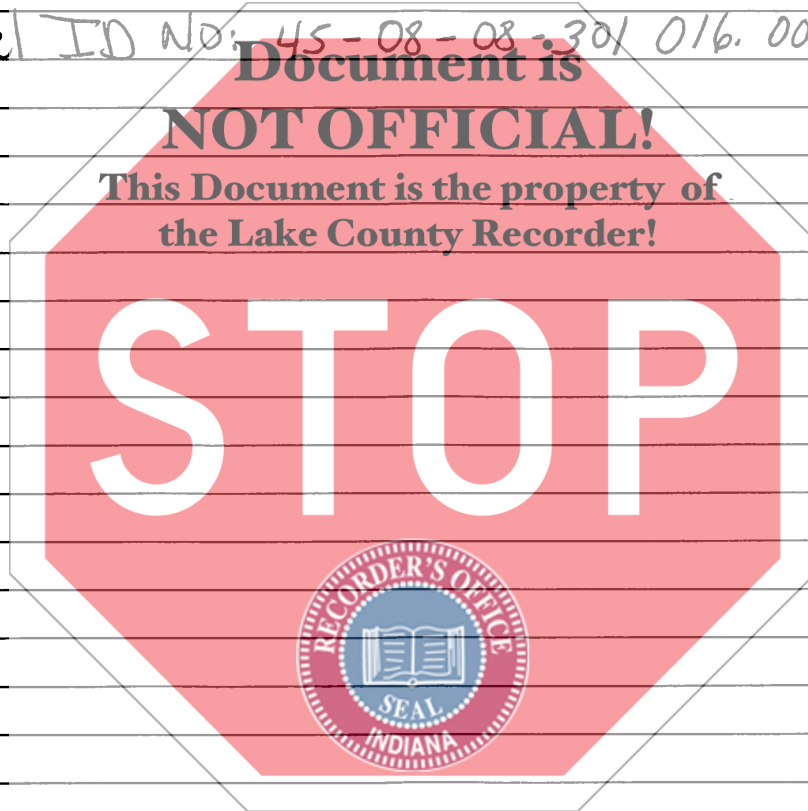 ID NO: 45-08-08-301 016. 00
Document is
NOT OFFICIAL!
This Document is the property of
the Lake County Recorder!
STOP
RECORDER'S OFFICE
SEAL
INDIANA